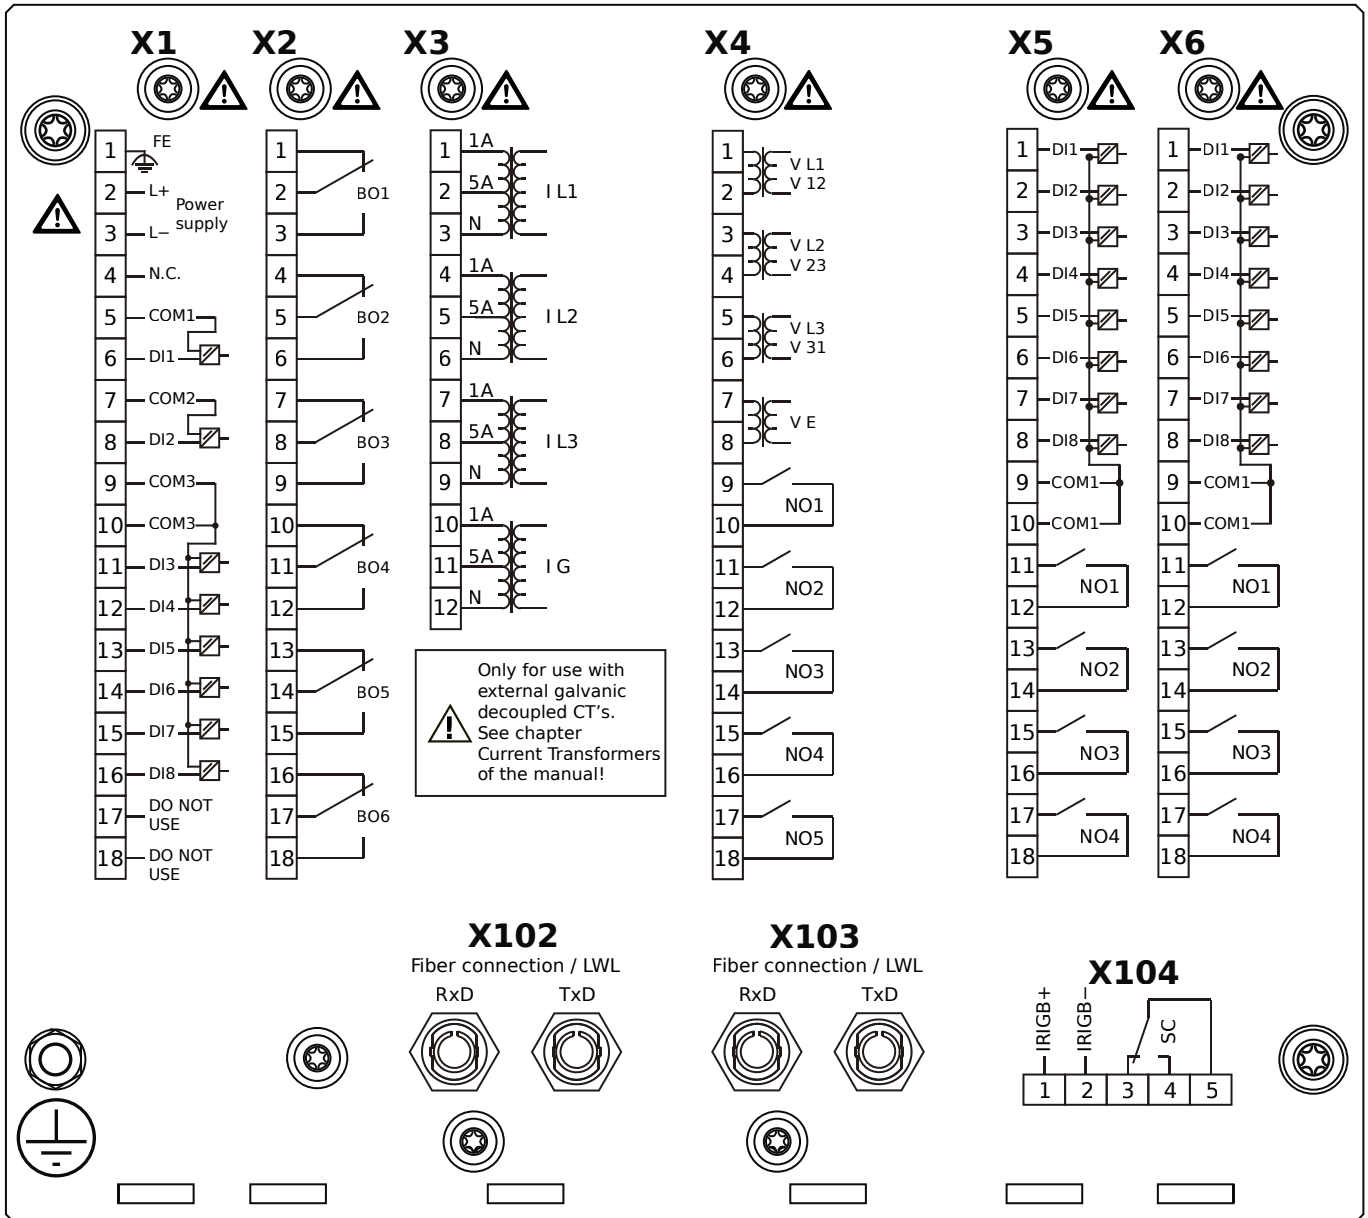 X1
X2
X3
X4
X5
X6
1 FE
2 L+
Power
supply
3 L−
4 N.C.
5 COM1
6 DI1
7 COM2
8 DI2
9 COM3
10 COM3
11 DI3
12 DI4
13 DI5
14 DI6
15 DI7
16 DI8
17 DO NOT
USE
18 DO NOT
USE
1
2 BO1
3
4
5 BO2
6
7
8 BO3
9
10
11 BO4
12
13
14 BO5
15
16
17 BO6
18
1 1A
2 5A I L1
3 N
4 1A
5 5A I L2
6 N
7 1A
8 5A I L3
9 N
10 1A
11 5A I G
12 N
Only for use with
external galvanic
decoupled CT's.
See chapter
Current Transformers
of the manual!
1 V L1
2 V 12
3 V L2
4 V 23
5 V L3
6 V 31
7
V E
8
9
NO1
10
11
NO2
12
13
NO3
14
15
NO4
16
17
NO5
18
1 DI1
2 DI2
3 DI3
4 DI4
5 DI5
6 DI6
7 DI7
8 DI8
9 COM1
10 COM1
11
NO1
12
13
NO2
14
15
NO3
16
17
NO4
18
1 DI1
2 DI2
3 DI3
4 DI4
5 DI5
6 DI6
7 DI7
8 DI8
9 COM1
10 COM1
11
NO1
12
13
NO2
14
15
NO3
16
17
NO4
18
X102
Fiber connection / LWL
RxD TxD
X103
Fiber connection / LWL
RxD TxD
X104
IRIGB+
IRIGB−
SC
1 2 3 4 5